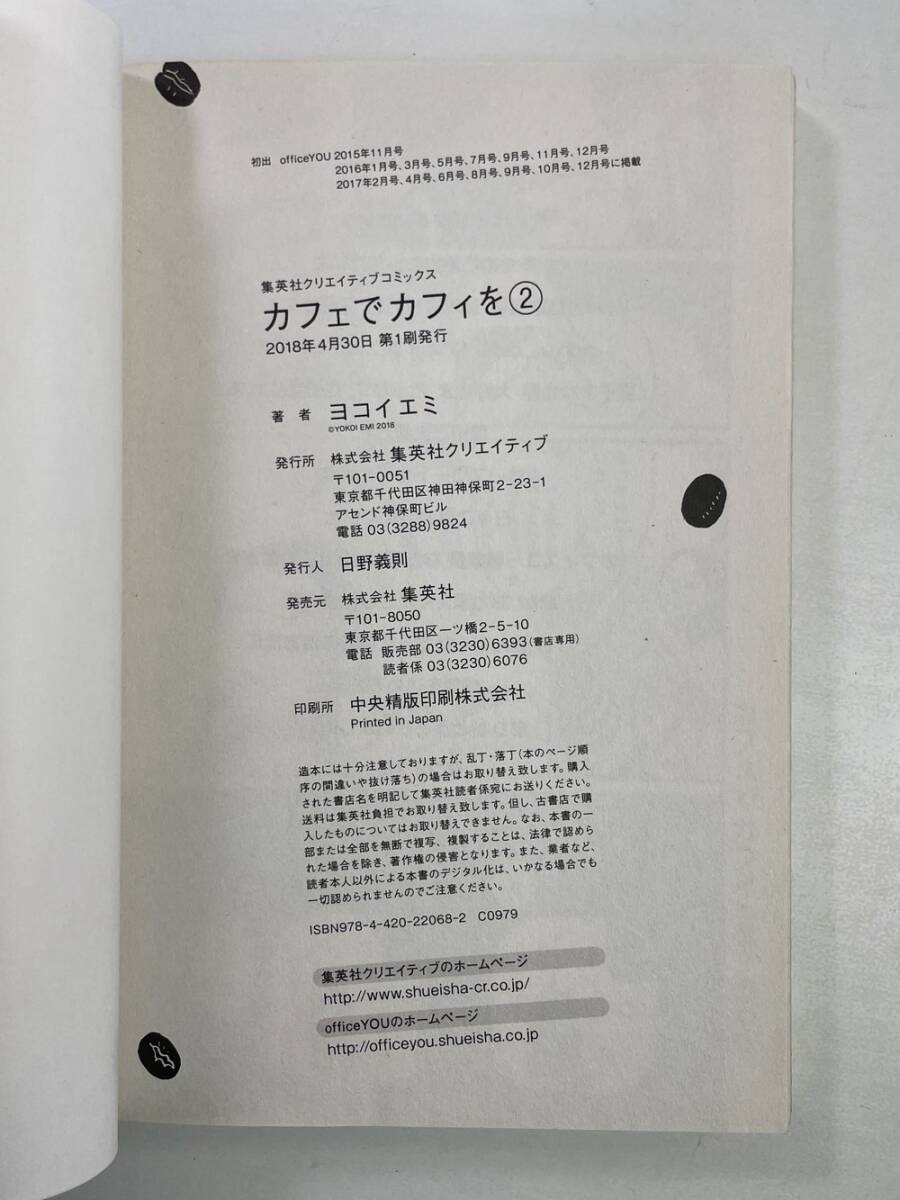 初出 officeYOU 2015年11月号
2016年1月号、3月号、5月号、7月号、9月号、11月号、12月号
2017年2月号、4月号、6月号、8月号、9月号、10月号、12月号に掲載
集英社クリエイティブコミックス
カフェでカフィを②
2018年4月30日 第1刷発行
著者 ヨコイエミ
©YOKOI EMI 2018
発行所 株式会社 集英社クリエイティブ
〒101-0051
東京都千代田区神田神保町2-23-1
アセンド神保町ビル
電話 03(3288)9824
発行人 日野義則
発売元 株式会社 集英社
〒101-8050
東京都千代田区一ツ橋2-5-10
電話 販売部 03(3230)6393(書店専用)
読者係 03(3230)6076
印刷所 中央精版印刷株式会社
Printed in Japan
造本には十分注意しておりますが、乱丁・落丁(本のページ順
序の間違いや抜け落ち)の場合はお取り替え致します。購入
された書店名を明記して集英社読者係宛にお送りください。
送料は集英社負担でお取り替え致します。但し、古書店で購
入したものについてはお取り替えできません。なお、本書の一
部または全部を無断で複写、複製することは、法律で認めら
れた場合を除き、著作権の侵害となります。また、業者など、
読者本人以外による本書のデジタル化は、いかなる場合でも
一切認められませんのでご注意ください。
ISBN978-4-420-22068-2 C0979
集英社クリエイティブのホームページ
http://www.shueisha-cr.co.jp/
officeYOUのホームページ
http://officeyou.shueisha.co.jp